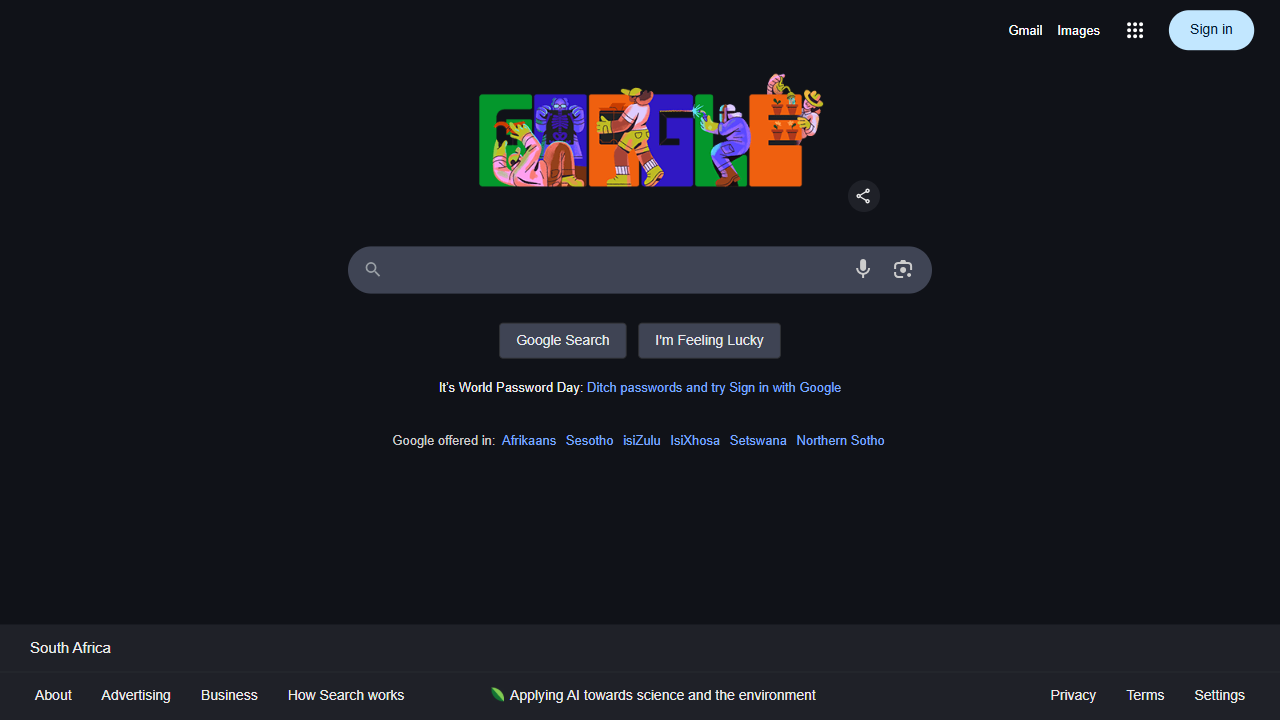 Gmail Images Sign in
Google Search I'm Feeling Lucky
It's World Password Day: Ditch passwords and try Sign in with Google
Google offered in: Afrikaans Sesotho isiZulu IsiXhosa Setswana Northern Sotho
South Africa
About Advertising Business How Search works Applying AI towards science and the environment Privacy Terms Settings